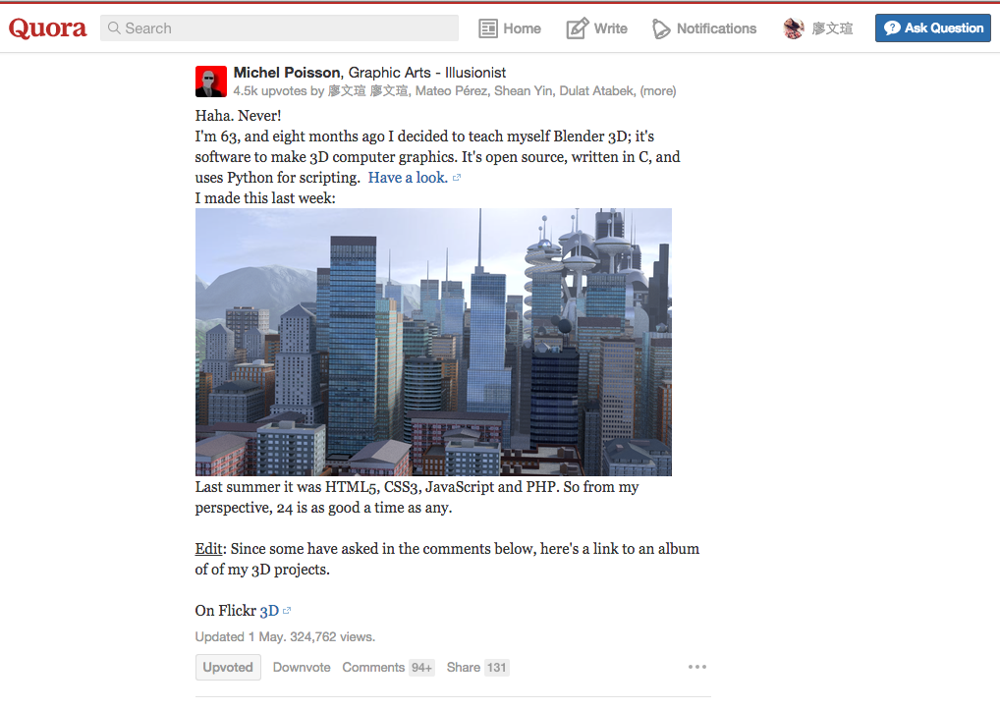 Quora Search Home Write Notifications 廖文瑄 Ask Question
Michel Poisson, Graphic Arts - Illusionist
4.5k upvotes by 廖文瑄 廖文瑄, Mateo Pérez, Shean Yin, Dulat Atabek, (more)
Haha. Never!
I'm 63, and eight months ago I decided to teach myself Blender 3D; it's
software to make 3D computer graphics. It's open source, written in C, and
uses Python for scripting. Have a look.
I made this last week:
Last summer it was HTML5, CSS3, JavaScript and PHP. So from my
perspective, 24 is as good a time as any.
Edit: Since some have asked in the comments below, here's a link to an album
of of my 3D projects.
On Flickr 3D
Updated 1 May. 324,762 views.
Upvoted Downvote Comments 94+ Share 131